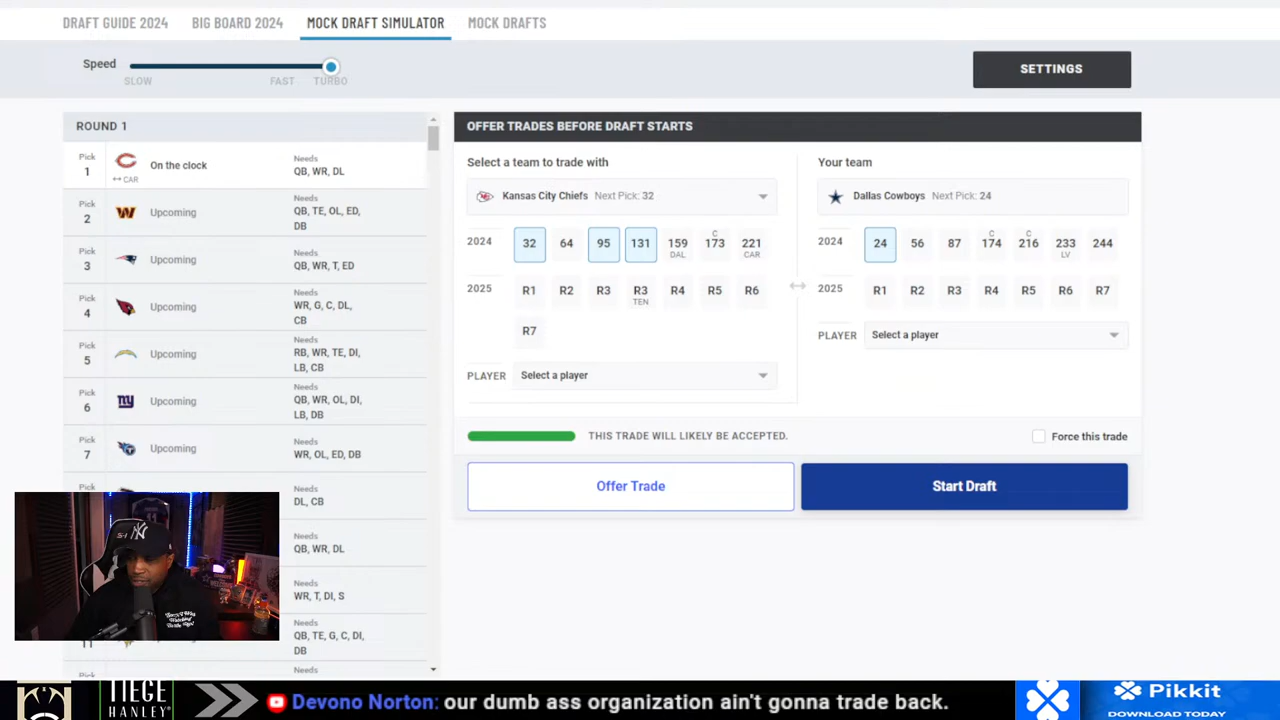 DRAFT GUIDE 2024 BIG BOARD 2024 MOCK DRAFT SIMULATOR MOCK DRAFTS
Speed
SLOW FAST TURBO
SETTINGS
ROUND 1
Pick 1
↔ CAR
On the clock
Needs
QB, WR, DL
Pick 2
Upcoming
Needs
QB, TE, OL, ED,
DB
Pick 3
Upcoming
Needs
QB, WR, T, ED
Pick 4
Upcoming
Needs
WR, G, C, DL,
CB
Pick 5
Upcoming
Needs
RB, WR, TE, DI,
LB, CB
Pick 6
Upcoming
Needs
QB, WR, OL, DI,
LB, DB
Pick 7
Upcoming
Needs
WR, OL, ED, DB
Pick
Needs
DL, CB
Needs
QB, WR, DL
Needs
WR, T, DI, S
11
Needs
QB, TE, G, C, DI,
DB
Needs
OFFER TRADES BEFORE DRAFT STARTS
Select a team to trade with
Kansas City Chiefs Next Pick: 32
2024 32 64 95 131 159 DAL C 173 221 CAR
2025 R1 R2 R3 R3 TEN R4 R5 R6
R7
PLAYER Select a player
Your team
Dallas Cowboys Next Pick: 24
2024 24 56 87 C 174 C 216 233 LV 244
2025 R1 R2 R3 R4 R5 R6 R7
PLAYER Select a player
THIS TRADE WILL LIKELY BE ACCEPTED.
Force this trade
Offer Trade
Start Draft
TIEGE
HANLEY
Devono Norton: our dumb ass organization ain't gonna trade back.
Pikkit
DOWNLOAD TODAY